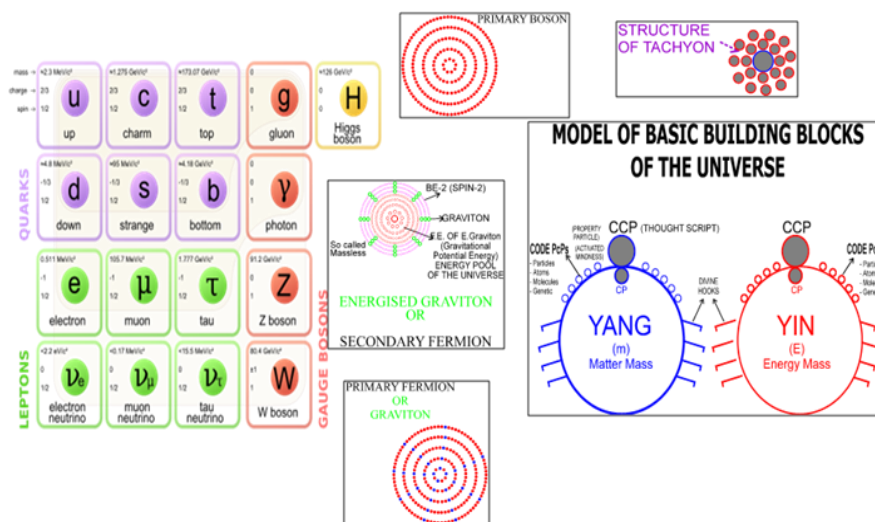 mass → ≈2.3 MeV/c²
charge → 2/3
spin → 1/2
u
up
≈1.275 GeV/c²
2/3
1/2
c
charm
≈173.07 GeV/c²
2/3
1/2
t
top
0
0
1
g
gluon
≈126 GeV/c²
0
0
H
Higgs
boson
QUARKS
≈4.8 MeV/c²
-1/3
1/2
d
down
≈95 MeV/c²
-1/3
1/2
s
strange
≈4.18 GeV/c²
-1/3
1/2
b
bottom
0
0
1
γ
photon
0.511 MeV/c²
-1
1/2
e
electron
105.7 MeV/c²
-1
1/2
μ
muon
1.777 GeV/c²
-1
1/2
τ
tau
91.2 GeV/c²
0
1
Z
Z boson
LEPTONS
<2.2 eV/c²
0
1/2
νe
electron
neutrino
<0.17 MeV/c²
0
1/2
νμ
muon
neutrino
<15.5 MeV/c²
0
1/2
ντ
tau
neutrino
80.4 GeV/c²
±1
1
W
W boson
GAUGE BOSONS
PRIMARY BOSON
STRUCTURE
OF TACHYON
BE-2 (SPIN-2)
GRAVITON
So called
Massless
F.E. OF E.Graviton
(Gravitational
Potential Energy)
ENERGY POOL
OF THE UNIVERSE
ENERGISED GRAVITON
OR
SECONDARY FERMION
PRIMARY FERMION
OR
GRAVITON
MODEL OF BASIC BUILDING BLOCKS
OF THE UNIVERSE
(PROPERTY
PARTICLE)
CCP (THOUGHT SCRIPT)
CCP
CODE PcPs
(ACTIVATED
MINDNESS)
- Particles
- Atoms
- Molecules
- Genetic
CP
DIVINE
HOOKS
CP
CODE Pc
- Part
- Ato
- Mole
- Gene
YANG
(m)
Matter Mass
YIN
(E)
Energy Mass